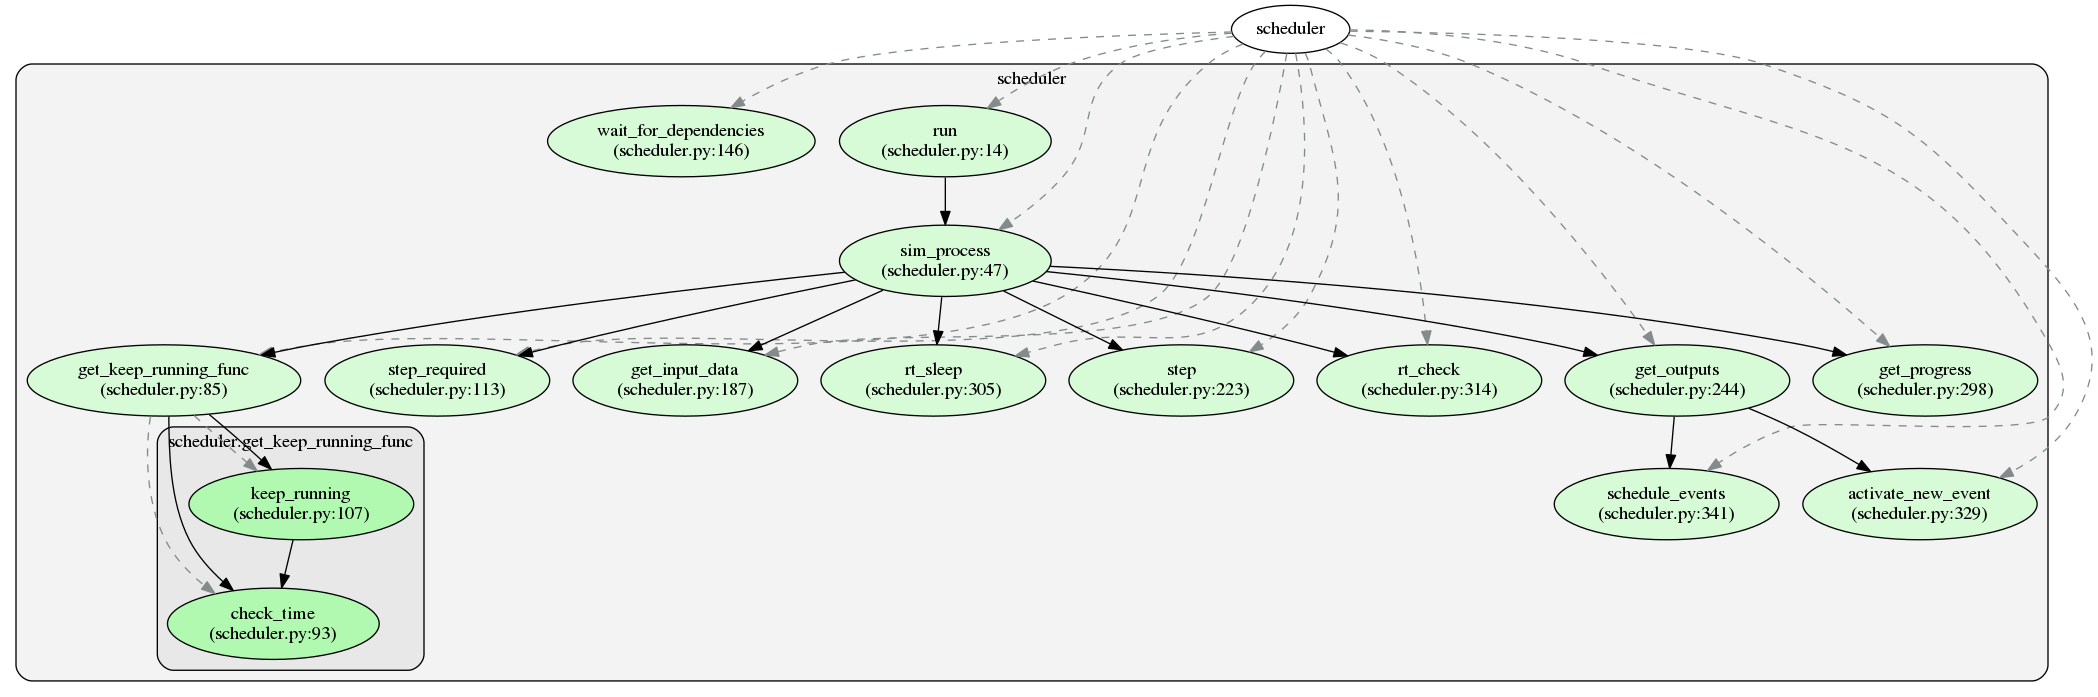 scheduler
scheduler
wait_for_dependencies
(scheduler.py:146)
run
(scheduler.py:14)
sim_process
(scheduler.py:47)
get_keep_running_func
(scheduler.py:85)
step_required
(scheduler.py:113)
get_input_data
(scheduler.py:187)
rt_sleep
(scheduler.py:305)
step
(scheduler.py:223)
rt_check
(scheduler.py:314)
get_outputs
(scheduler.py:244)
get_progress
(scheduler.py:298)
scheduler.get_keep_running_func
keep_running
(scheduler.py:107)
schedule_events
(scheduler.py:341)
activate_new_event
(scheduler.py:329)
check_time
(scheduler.py:93)